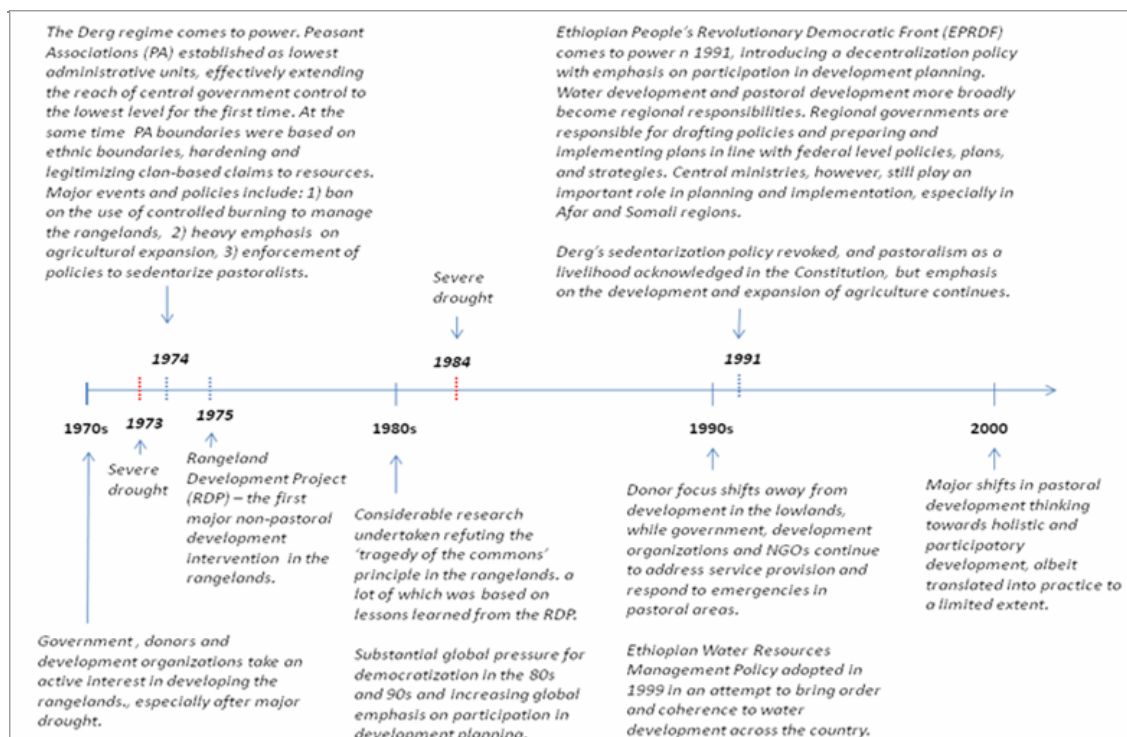 The Derg regime comes to power. Peasant
Associations (PA) established as lowest
administrative units, effectively extending
the reach of central government control to
the lowest level for the first time. At the
same time PA boundaries were based on
ethnic boundaries, hardening and
legitimizing clan-based claims to resources.
Major events and policies include: 1) ban
on the use of controlled burning to manage
the rangelands, 2) heavy emphasis on
agricultural expansion, 3) enforcement of
policies to sedentarize pastoralists.
Severe
drought
Ethiopian People's Revolutionary Democratic Front (EPRDF)
comes to power n 1991, introducing a decentralization policy
with emphasis on participation in development planning.
Water development and pastoral development more broadly
become regional responsibilities. Regional governments are
responsible for drafting policies and preparing and
implementing plans in line with federal level policies, plans,
and strategies. Central ministries, however, still play an
important role in planning and implementation, especially in
Afar and Somali regions.
Derg's sedentarization policy revoked, and pastoralism as a
livelihood acknowledged in the Constitution, but emphasis
on the development and expansion of agriculture continues.
1974
1984
1991
1970s
1973
1975
1980s
1990s
2000
Severe
drought
Rangeland
Development Project
(RDP) – the first
major non-pastoral
development
intervention in the
rangelands.
Government , donors and
development organizations take an
active interest in developing the
rangelands., especially after major
drought.
Considerable research
undertaken refuting the
'tragedy of the commons'
principle in the rangelands. a
lot of which was based on
lessons learned from the RDP.
Substantial global pressure for
democratization in the 80s
and 90s and increasing global
emphasis on participation in
development planning.
Donor focus shifts away from
development in the lowlands,
while government, development
organizations and NGOs continue
to address service provision and
respond to emergencies in
pastoral areas.
Ethiopian Water Resources
Management Policy adopted in
1999 in an attempt to bring order
and coherence to water
development across the country.
Major shifts in pastoral
development thinking
towards holistic and
participatory
development, albeit
translated into practice to
a limited extent.